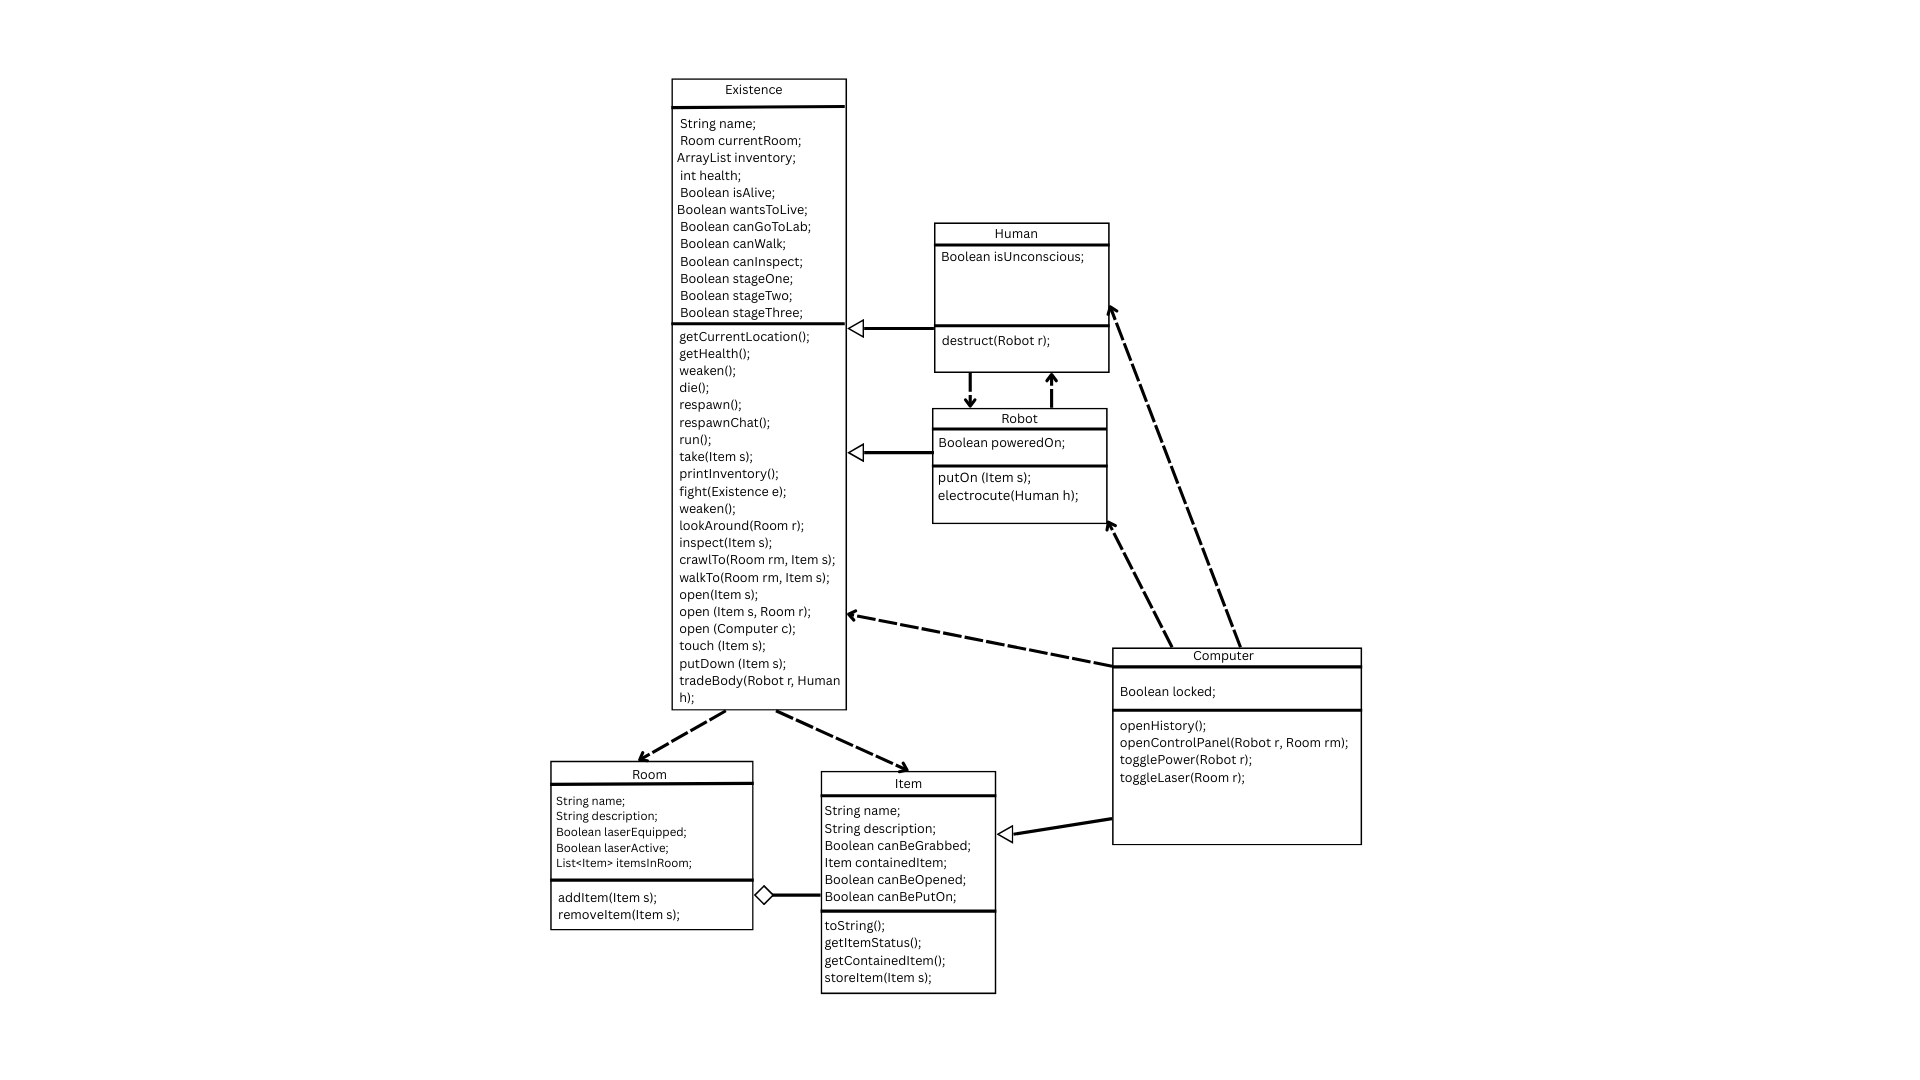 Existence
String name;
Room currentRoom;
ArrayList inventory;
int health;
Boolean isAlive;
Boolean wantsToLive;
Boolean canGoToLab;
Boolean canWalk;
Boolean canInspect;
Boolean stageOne;
Boolean stageTwo;
Boolean stageThree;
getCurrentLocation();
getHealth();
weaken();
die();
respawn();
respawnChat();
run();
take(Item s);
printInventory();
fight(Existence e);
weaken();
lookAround(Room r);
inspect(Item s);
crawlTo(Room rm, Item s);
walkTo(Room rm, Item s);
open(Item s);
open (Item s, Room r);
open (Computer c);
touch (Item s);
putDown (Item s);
tradeBody(Robot r, Human
h);
Human
Boolean isUnconscious;
destruct(Robot r);
Robot
Boolean poweredOn;
putOn (Item s);
electrocute(Human h);
Computer
Boolean locked;
openHistory();
openControlPanel(Robot r, Room rm);
togglePower(Robot r);
toggleLaser(Room r);
Room
String name;
String description;
Boolean laserEquipped;
Boolean laserActive;
List<Item> itemsInRoom;
addItem(Item s);
removeItem(Item s);
Item
String name;
String description;
Boolean canBeGrabbed;
Item containedItem;
Boolean canBeOpened;
Boolean canBePutOn;
toString();
getItemStatus();
getContainedItem();
storeItem(Item s);